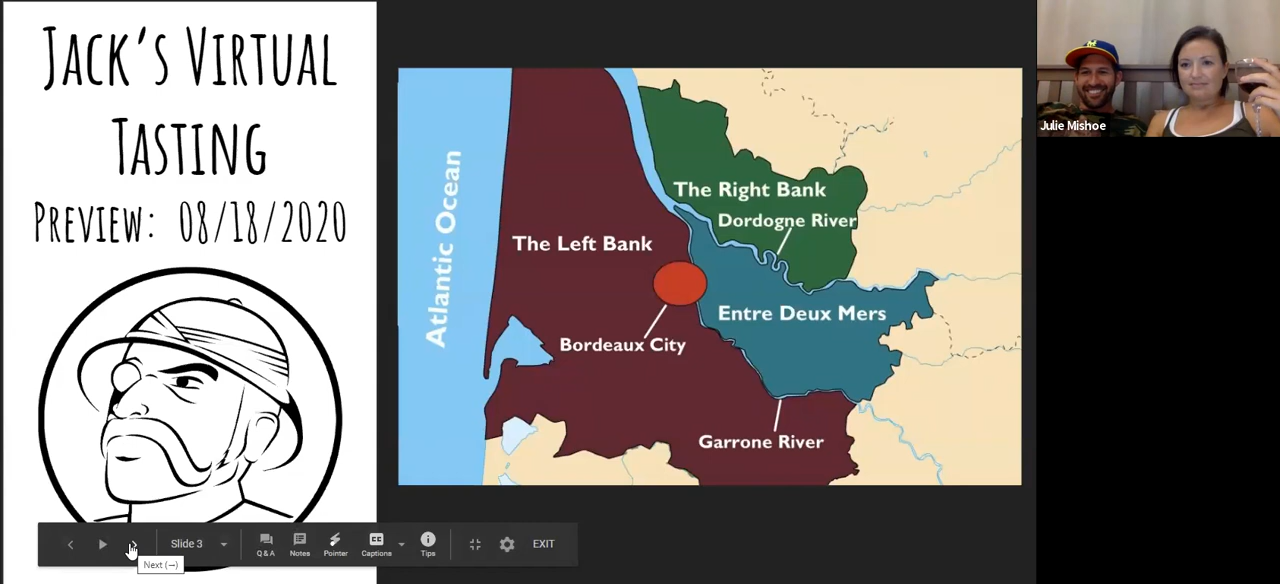 Jack's Virtual
Tasting
Preview: 08/18/2020
Atlantic Ocean
The Right Bank
Dordogne River
The Left Bank
Entre Deux Mers
Bordeaux City
Garrone River
Julie Mishoe
Slide 3
Q & A
Notes
Pointer
Captions
Tips
EXIT
Next (→)